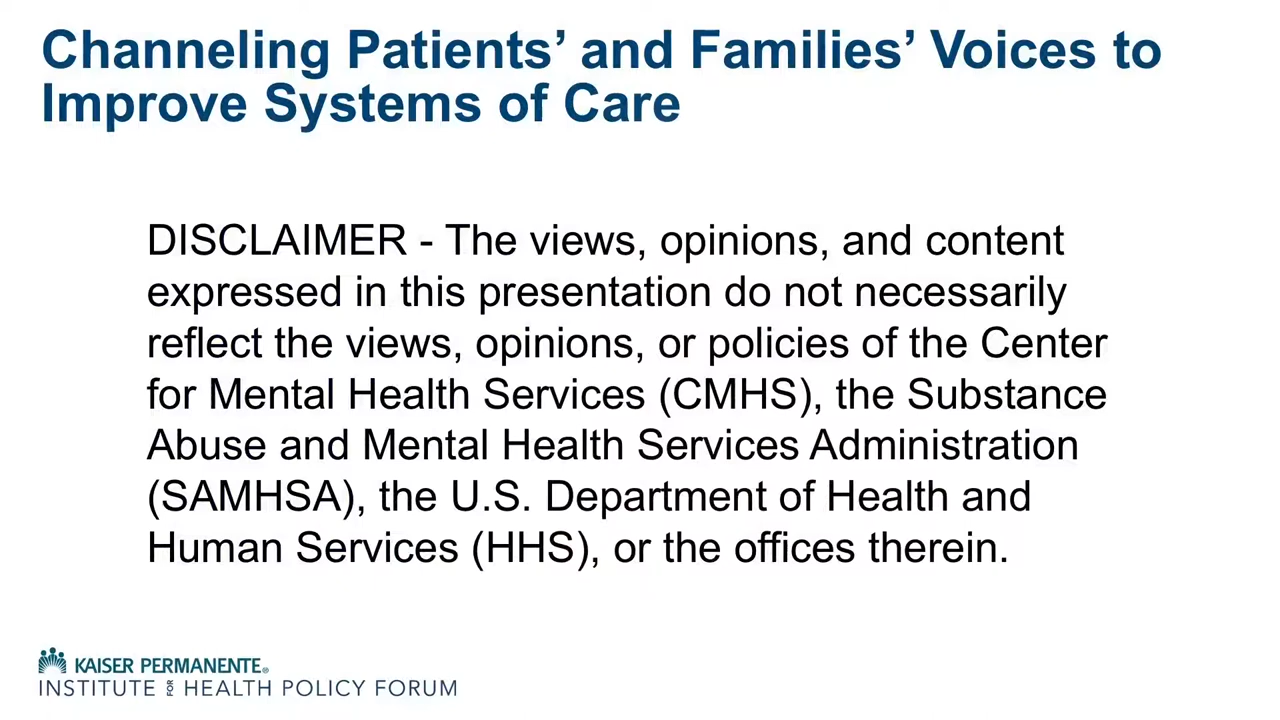 Channeling Patients’ and Families’ Voices to
Improve Systems of Care
DISCLAIMER - The views, opinions, and content
expressed in this presentation do not necessarily
reflect the views, opinions, or policies of the Center
for Mental Health Services (CMHS), the Substance
Abuse and Mental Health Services Administration
(SAMHSA), the U.S. Department of Health and
Human Services (HHS), or the offices therein.
KAISER PERMANENTE®
INSTITUTE FOR HEALTH POLICY FORUM